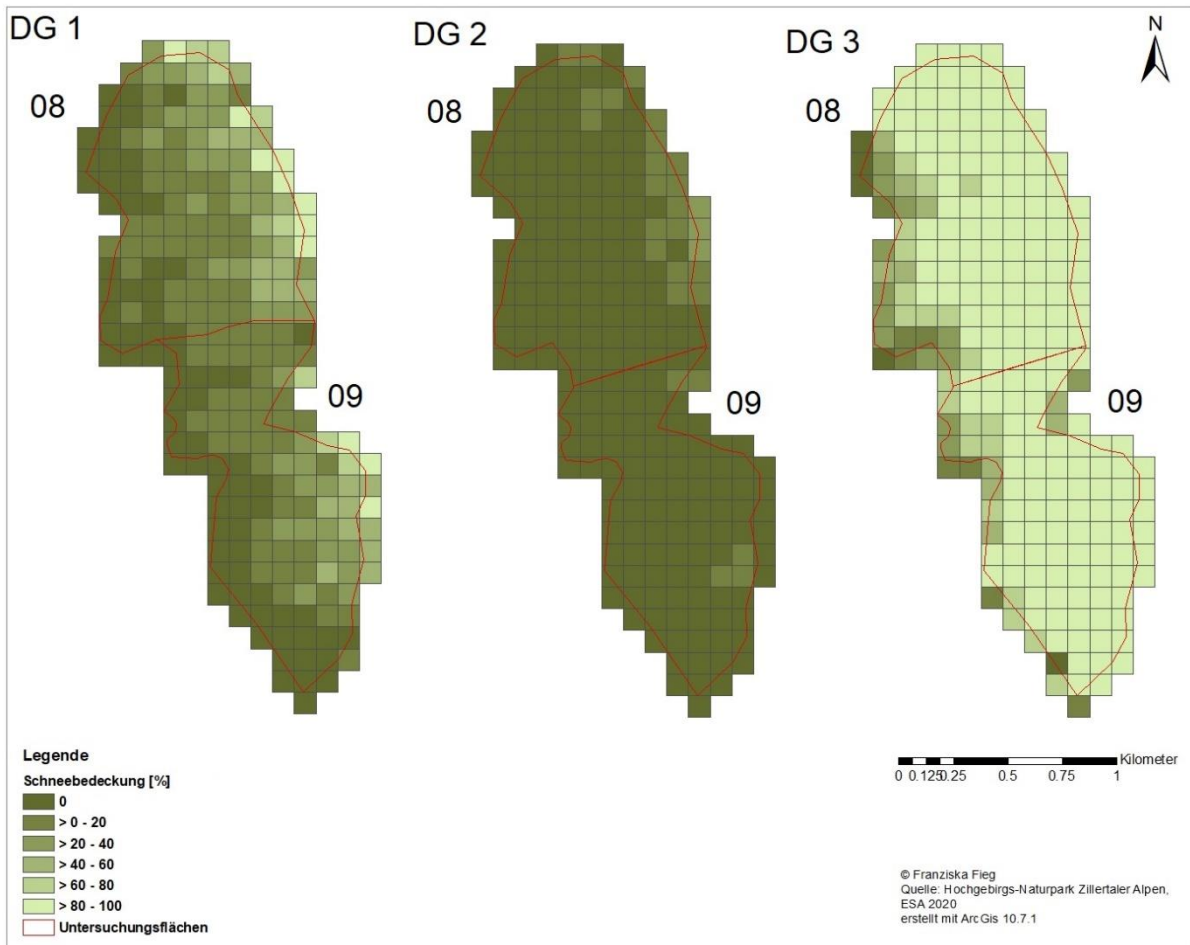 DG 1
DG 2
DG 3
N
08
08
08
09
09
09
Legende
Schneebedeckung [%]
0
> 0 - 20
> 20 - 40
> 40 - 60
> 60 - 80
> 80 - 100
Untersuchungsflächen
Kilometer
0 0.125 0.25 0.5 0.75 1
© Franziska Fieg
Quelle: Hochgebirgs-Naturpark Zillertaler Alpen,
ESA 2020
erstellt mit ArcGis 10.7.1